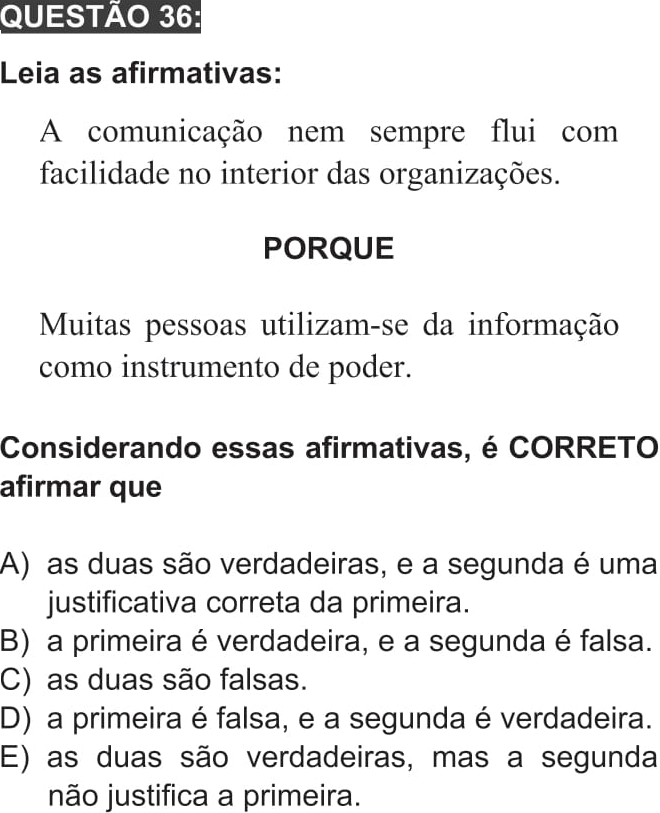 QUESTÃO 36:
Leia as afirmativas:
A comunicação nem sempre flui com
facilidade no interior das organizações.
PORQUE
Muitas pessoas utilizam-se da informação
como instrumento de poder.
Considerando essas afirmativas, é CORRETO
afirmar que
A) as duas são verdadeiras, e a segunda é uma
justificativa correta da primeira.
B) a primeira é verdadeira, e a segunda é falsa.
C) as duas são falsas.
D) a primeira é falsa, e a segunda é verdadeira.
E) as duas são verdadeiras, mas a segunda
não justifica a primeira.